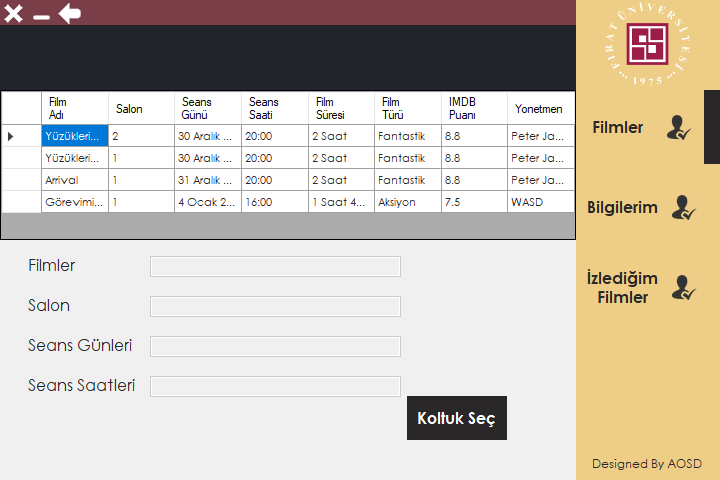 FIRAT ÜNİVERSİTESİ
1975
Film Adı Salon Seans Günü Seans Saati Film Süresi Film Türü IMDB Puanı Yonetmen
Yüzükleri... 2 30 Aralık ... 20:00 2 Saat Fantastik 8.8 Peter Ja...
Yüzükleri... 1 30 Aralık ... 20:00 2 Saat Fantastik 8.8 Peter Ja...
Arrival 1 31 Aralık ... 20:00 2 Saat Fantastik 8.8 Peter Ja...
Görevimi... 1 4 Ocak 2... 16:00 1 Saat 4... Aksiyon 7.5 WASD
Filmler
Salon
Seans Günleri
Seans Saatleri
Koltuk Seç
Filmler
Bilgilerim
İzlediğim
Filmler
Designed By AOSD